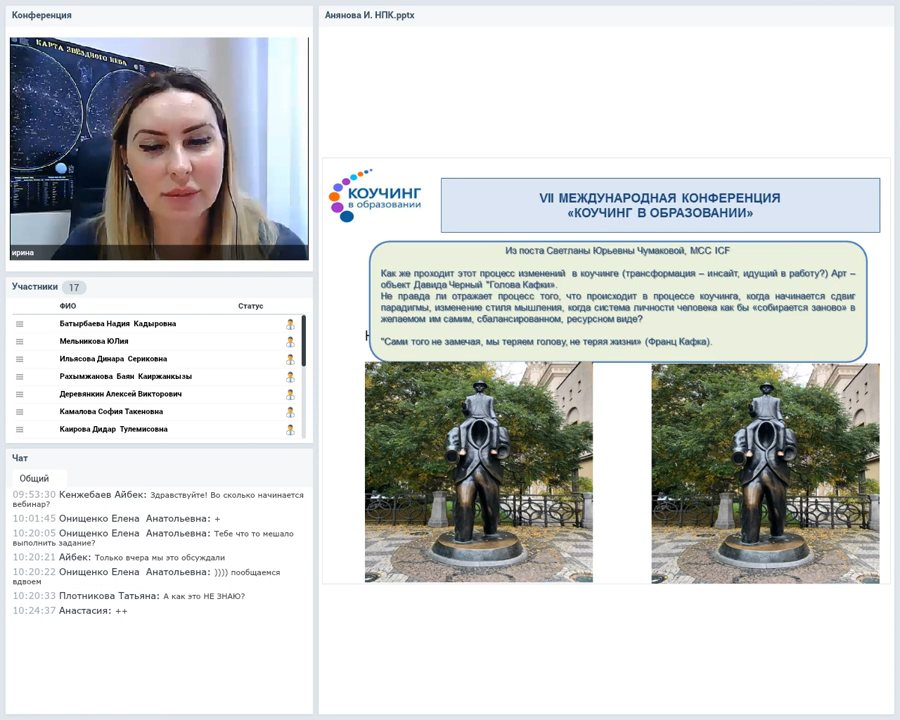 Конференция
КАРТА ЗВЁЗДНОГО НЕБА
ирина
Участники 17
ФИО Статус
Батырбаева Надия Кадыровна
Мельникова ЮЛия
Ильясова Динара Сериковна
Рахымжанова Баян Каиржанкызы
Деревянкин Алексей Викторович
Камалова София Такеновна
Каирова Дидар Тулемисовна
Чат
Общий
09:53:30 Кенжебаев Айбек: Здравствуйте! Во сколько начинается
вебинар?
10:01:45 Онищенко Елена Анатольевна: +
10:20:05 Онищенко Елена Анатольевна: Тебе что то мешало
выполнить задание?
10:20:21 Айбек: Только вчера мы это обсуждали
10:20:22 Онищенко Елена Анатольевна: )))) пообщаемся
вдвоем
10:20:33 Плотникова Татьяна: А как это НЕ ЗНАЮ?
10:24:37 Анастасия: ++
Анянова И. НПК.pptx
КОУЧИНГ
в образовании
VII МЕЖДУНАРОДНАЯ КОНФЕРЕНЦИЯ
«КОУЧИНГ В ОБРАЗОВАНИИ»
Из поста Светланы Юрьевны Чумаковой, МСС ICF
Как же проходит этот процесс изменений в коучинге (трансформация – инсайт, идущий в работу?) Арт –
объект Давида Черный "Голова Кафки».
Не правда ли отражает процесс того, что происходит в процессе коучинга, когда начинается сдвиг
парадигмы, изменение стиля мышления, когда система личности человека как бы «собирается заново» в
желаемом им самим, сбалансированном, ресурсном виде?
"Сами того не замечая, мы теряем голову, не теряя жизни» (Франц Кафка).